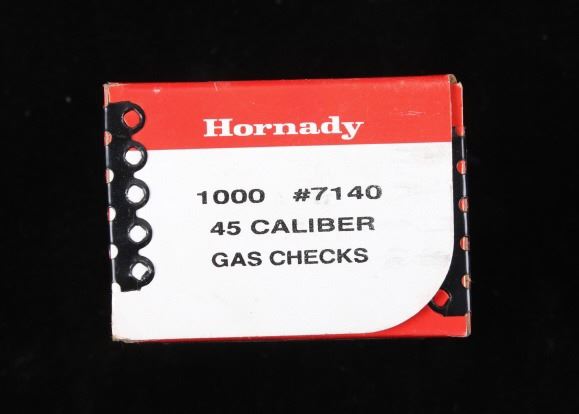 Hornady
1000 #7140
45 CALIBER
GAS CHECKS